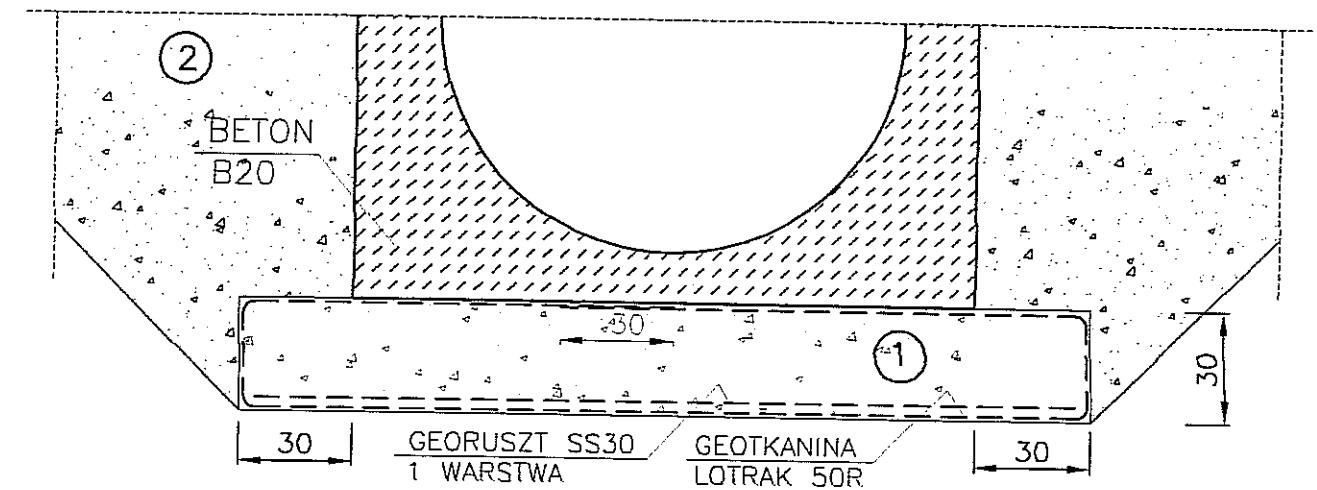 2
BETON
B20
30
1
30
30
GEORUSZT SS30
1 WARSTWA
GEOTKANINA
LOTRAK 50R
30